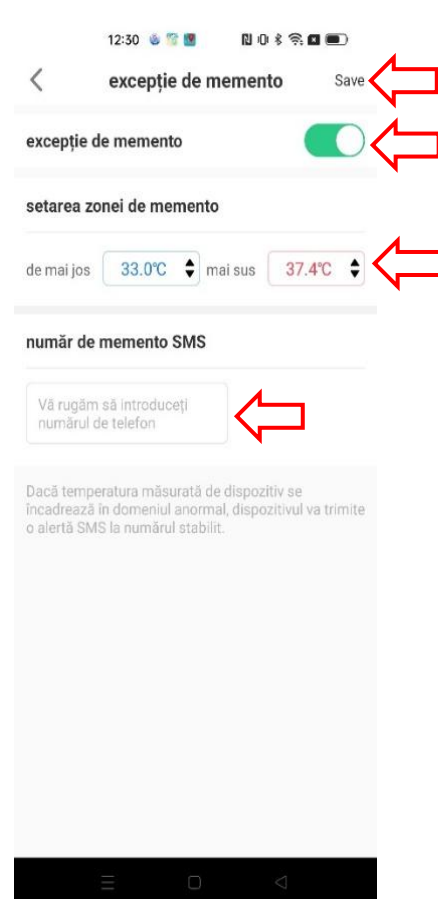 12:30
excepție de memento Save
excepție de memento
setarea zonei de memento
de mai jos 33.0℃ mai sus 37.4℃
număr de memento SMS
Vă rugăm să introduceți
numărul de telefon
Dacă temperatura măsurată de dispozitiv se
încadrează în domeniul anormal, dispozitivul va trimite
o alertă SMS la numărul stabilit.